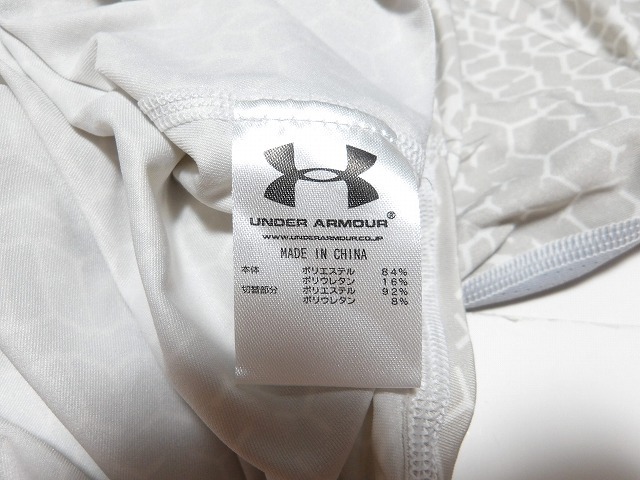 UNDER ARMOUR®
WWW.UNDERARMOUR.CO.JP
MADE IN CHINA
本体 ポリエステル 84%
ポリウレタン 16%
切替部分 ポリエステル 92%
ポリウレタン 8%